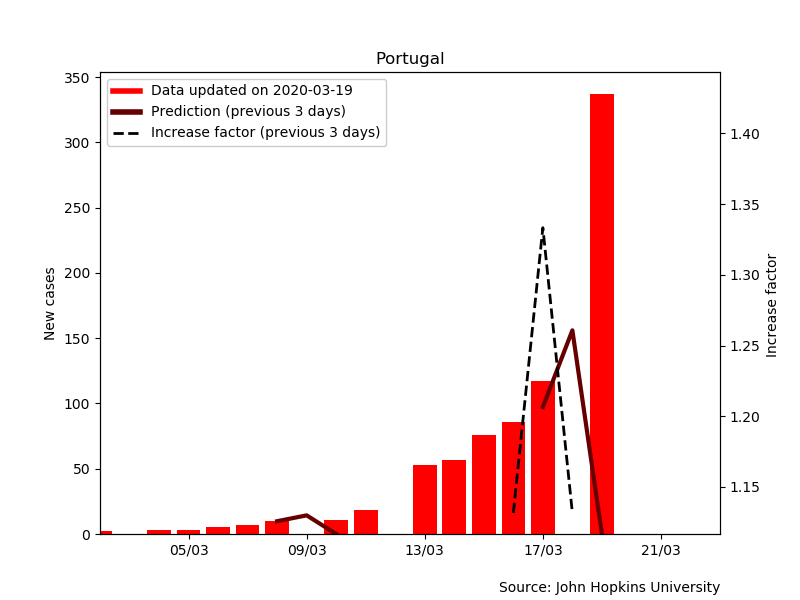 Portugal
Data updated on 2020-03-19
Prediction (previous 3 days)
Increase factor (previous 3 days)
New cases
350
300
250
200
150
100
50
0
1.40
1.35
1.30
1.25
1.20
1.15
Increase factor
05/03 09/03 13/03 17/03 21/03
Source: John Hopkins University